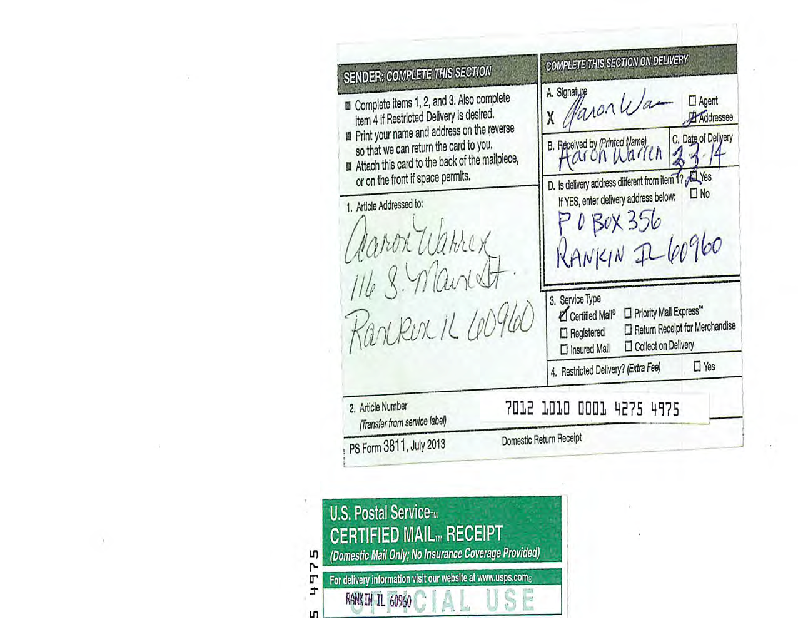 SENDER: COMPLETE THIS SECTION
■ Complete items 1, 2, and 3. Also complete
item 4 if Restricted Delivery is desired.
■ Print your name and address on the reverse
so that we can return the card to you.
■ Attach this card to the back of the mailpiece,
or on the front if space permits.
1. Article Addressed to:
Aaron Warren
116 S. Main St.
Rankin IL 60960
COMPLETE THIS SECTION ON DELIVERY
A. Signature
X Aaron Wa
☐ Agent
☒ Addressee
B. Received by (Printed Name)
Aaron Warren
C. Date of Delivery
3-3-14
D. Is delivery address different from item 1? ☒ Yes
If YES, enter delivery address below: ☐ No
P O BOX 356
RANKIN IL 60960
3. Service Type
☑ Certified Mail® ☐ Priority Mail Express™
☐ Registered ☐ Return Receipt for Merchandise
☐ Insured Mail ☐ Collect on Delivery
4. Restricted Delivery? (Extra Fee) ☐ Yes
2. Article Number
(Transfer from service label)
7012 1010 0001 4275 4975
PS Form 3811, July 2013 Domestic Return Receipt
U.S. Postal Service™
CERTIFIED MAIL™ RECEIPT
(Domestic Mail Only; No Insurance Coverage Provided)
For delivery information visit our website at www.usps.com®
RANKIN IL 60960
OFFICIAL USE
5 4975